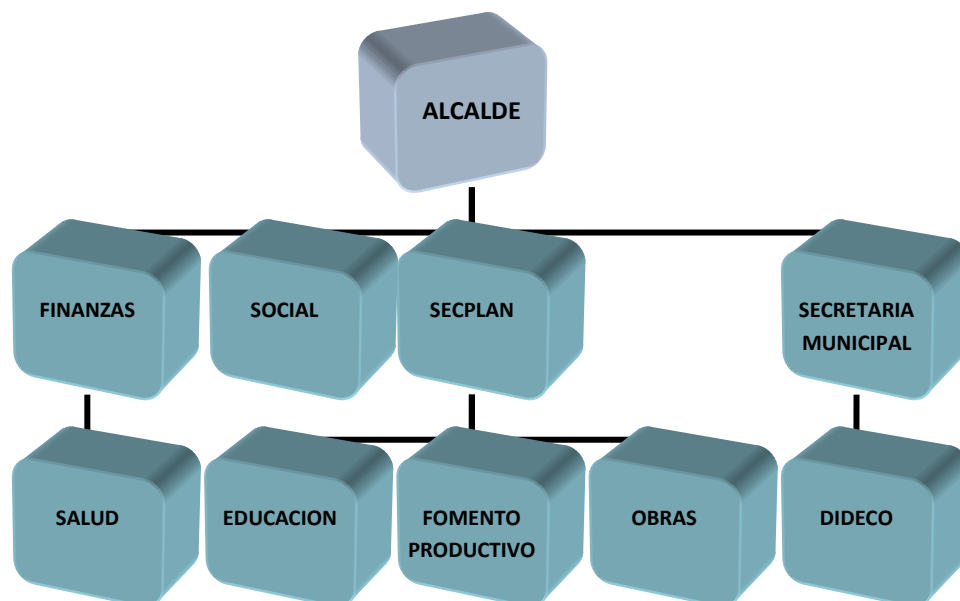 ALCALDE
FINANZAS
SOCIAL
SECPLAN
SECRETARIA
MUNICIPAL
SALUD
EDUCACION
FOMENTO
PRODUCTIVO
OBRAS
DIDECO